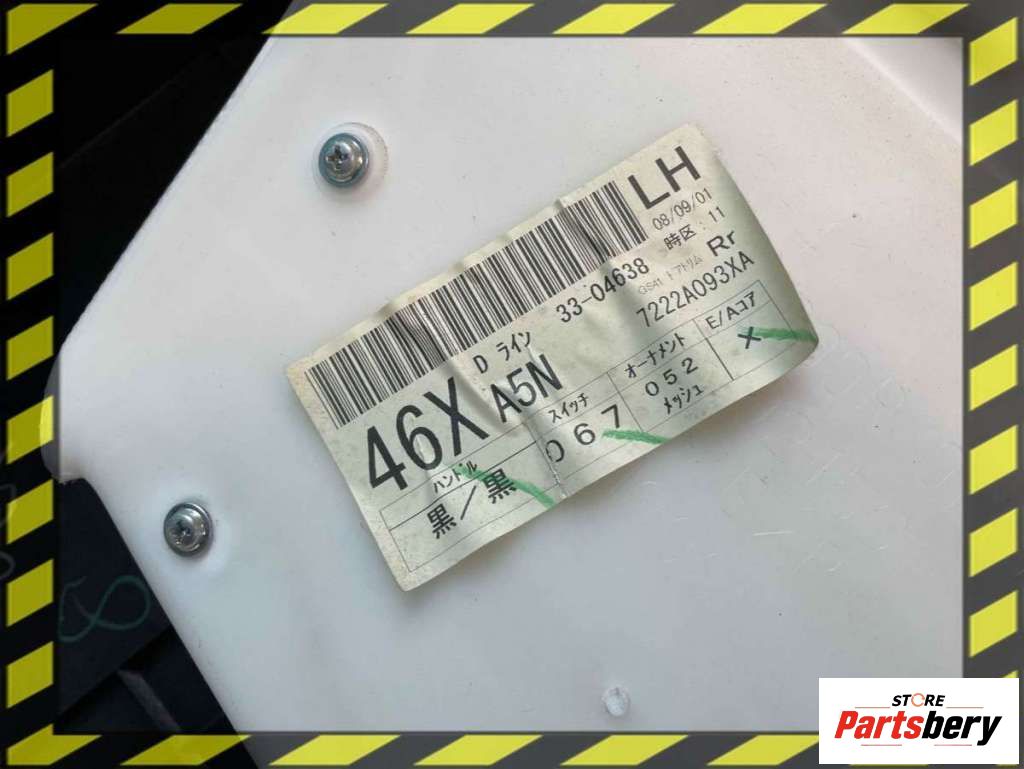 LH
08/09/01
時区：11
Rr
33-04638
GS41 ドアトリム
7222A093XA
D ライン
46X
A5N
ハンドル
黒／黒
スイッチ
067
オーナメント
052
メッシュ
E/Aコア
×
8
STORE
Partsbery